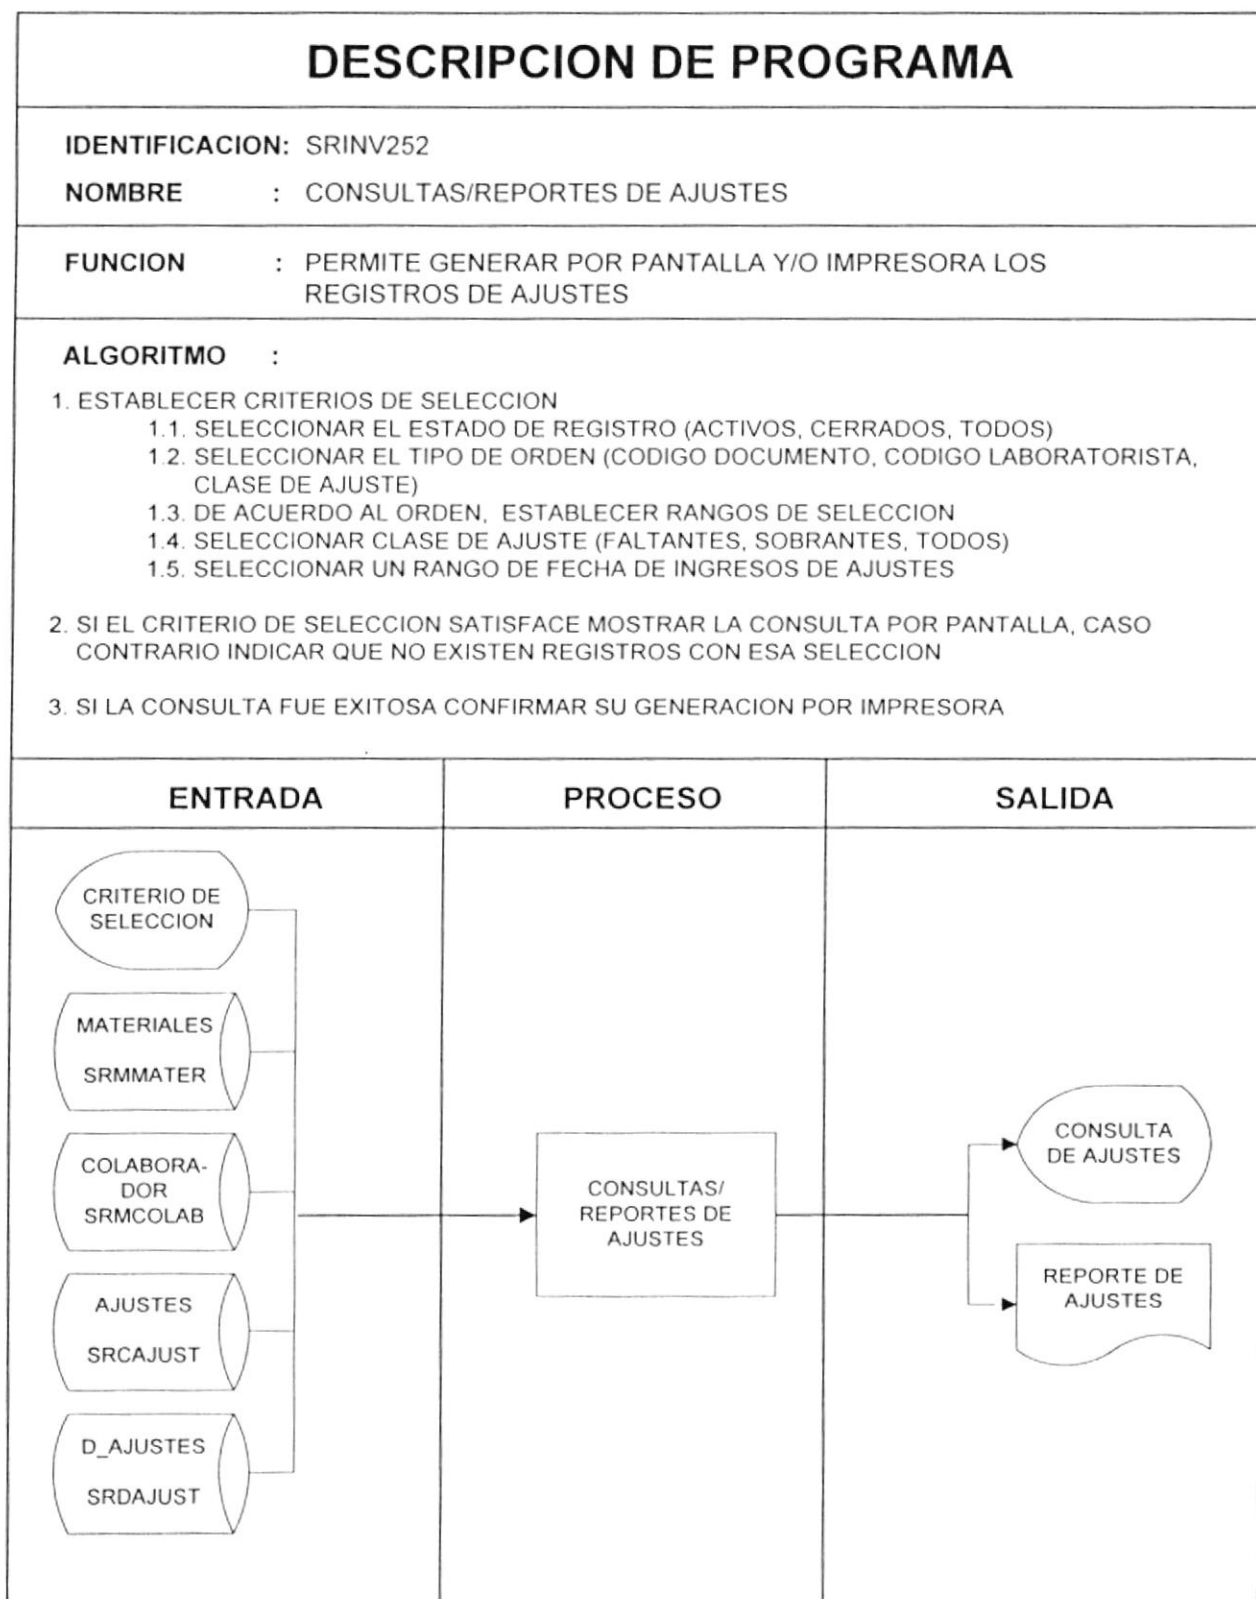 DESCRIPCION DE PROGRAMA
IDENTIFICACION: SRINV252
NOMBRE : CONSULTAS/REPORTES DE AJUSTES
FUNCION : PERMITE GENERAR POR PANTALLA Y/O IMPRESORA LOS
REGISTROS DE AJUSTES
ALGORITMO :
1. ESTABLECER CRITERIOS DE SELECCION
1.1. SELECCIONAR EL ESTADO DE REGISTRO (ACTIVOS, CERRADOS, TODOS)
1.2. SELECCIONAR EL TIPO DE ORDEN (CODIGO DOCUMENTO, CODIGO LABORATORISTA,
CLASE DE AJUSTE)
1.3. DE ACUERDO AL ORDEN, ESTABLECER RANGOS DE SELECCION
1.4. SELECCIONAR CLASE DE AJUSTE (FALTANTES, SOBRANTES, TODOS)
1.5. SELECCIONAR UN RANGO DE FECHA DE INGRESOS DE AJUSTES
2. SI EL CRITERIO DE SELECCION SATISFACE MOSTRAR LA CONSULTA POR PANTALLA, CASO
CONTRARIO INDICAR QUE NO EXISTEN REGISTROS CON ESA SELECCION
3. SI LA CONSULTA FUE EXITOSA CONFIRMAR SU GENERACION POR IMPRESORA
ENTRADA
PROCESO
SALIDA
CRITERIO DE
SELECCION
MATERIALES
SRMMATER
COLABORA-
DOR
SRMCOLAB
AJUSTES
SRCAJUST
D_AJUSTES
SRDAJUST
CONSULTAS/
REPORTES DE
AJUSTES
CONSULTA
DE AJUSTES
REPORTE DE
AJUSTES